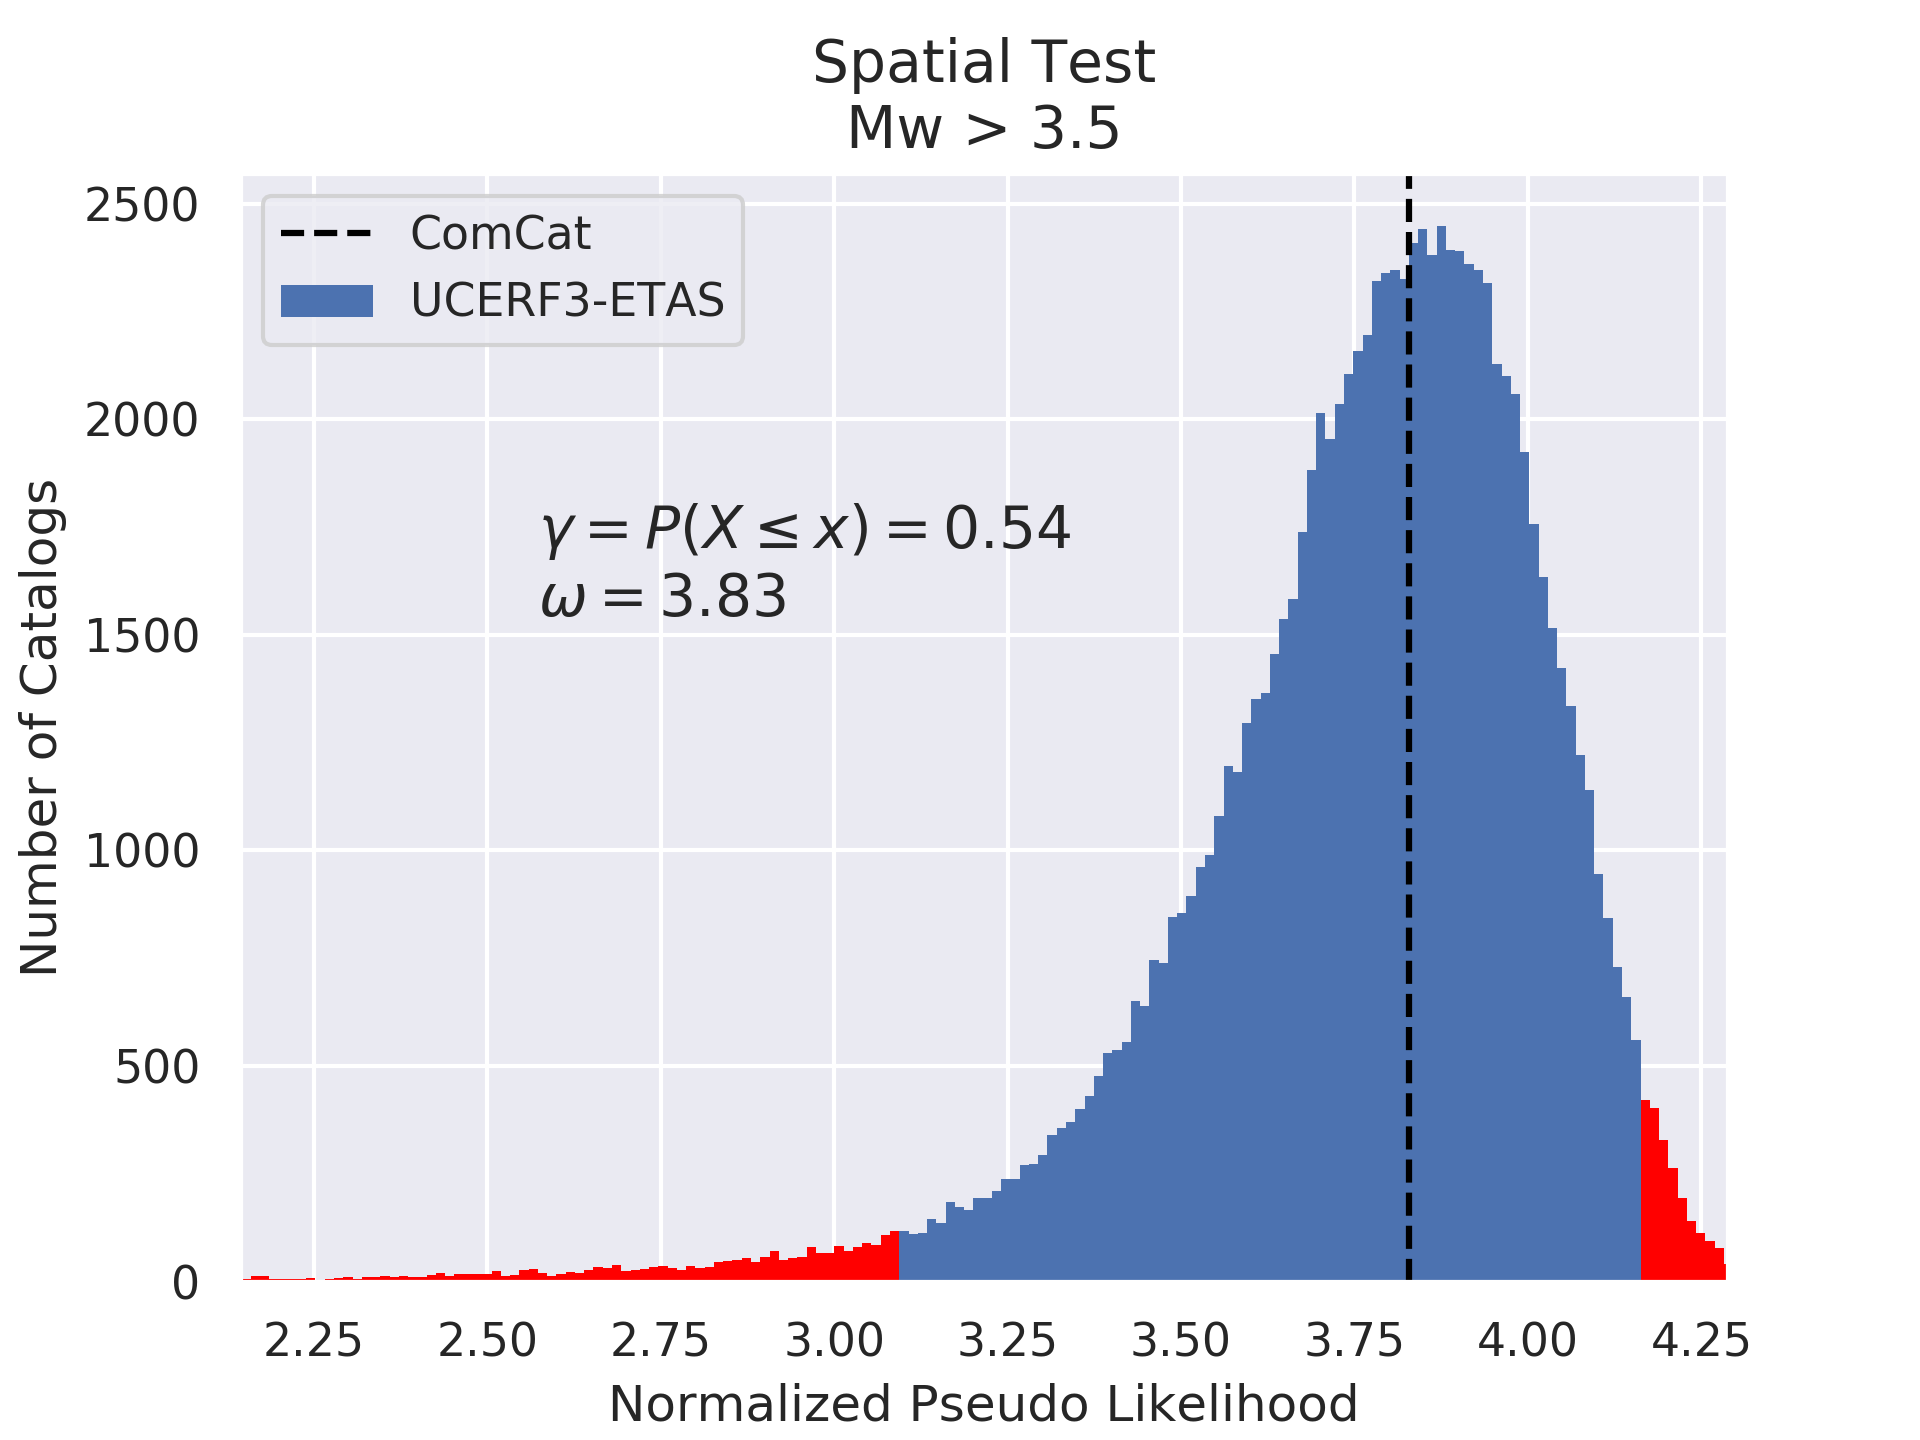 Spatial Test
Mw > 3.5
ComCat
UCERF3-ETAS
γ = P(X ≤ x) = 0.54
ω = 3.83
Number of Catalogs
2500
2000
1500
1000
500
0
2.25 2.50 2.75 3.00 3.25 3.50 3.75 4.00 4.25
Normalized Pseudo Likelihood